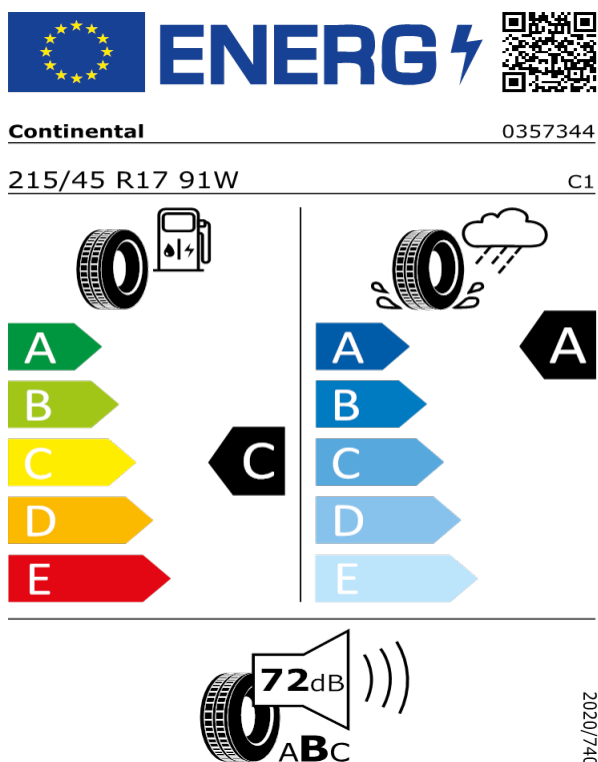 ENERG
Continental 0357344
215/45 R17 91W C1
A A A
B B
C C C
D D
E E
72dB
ABC
2020/740